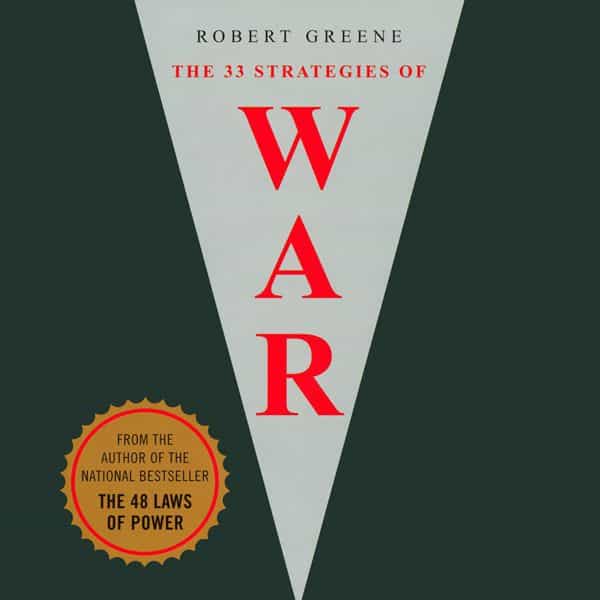 ROBERT GREENE
THE 33 STRATEGIES OF
W
A
R
FROM THE
AUTHOR OF THE
NATIONAL BESTSELLER
THE 48 LAWS
OF POWER